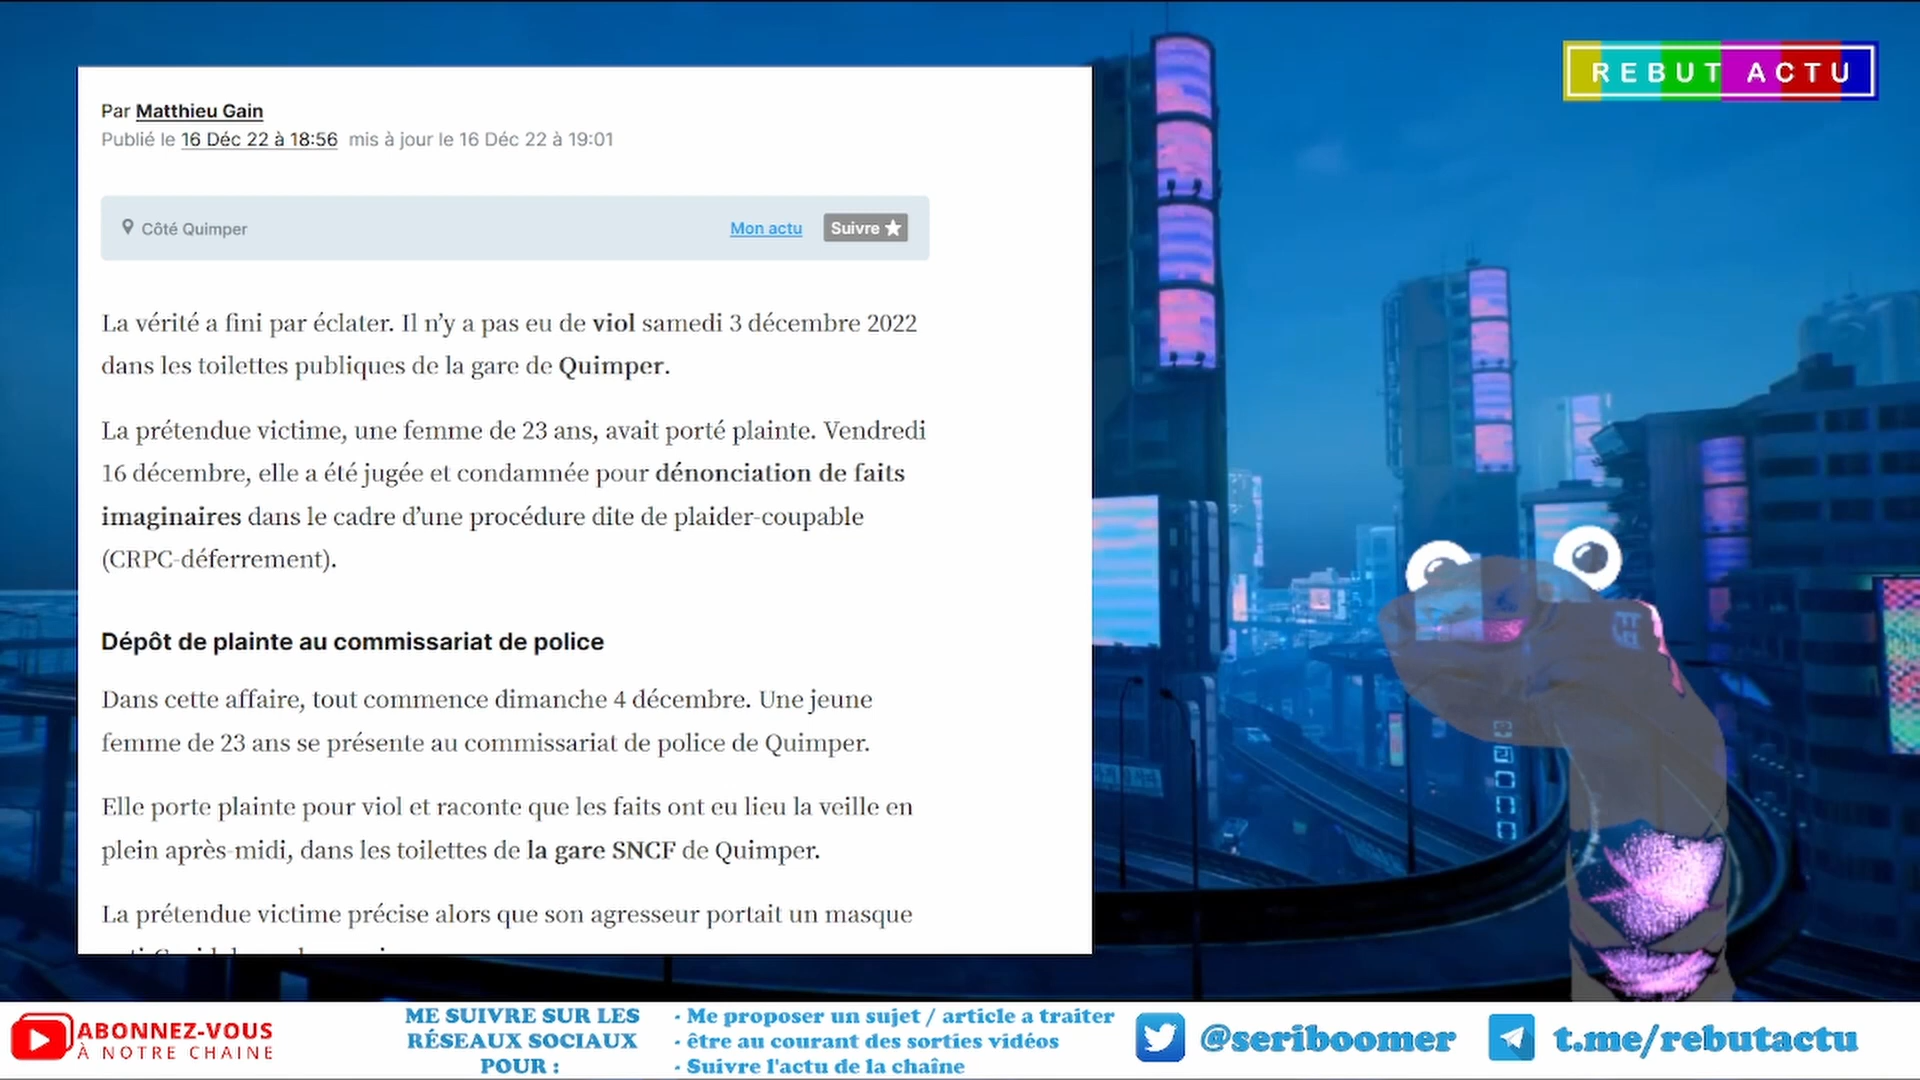 REBUT ACTU
Par Matthieu Gain
Publié le 16 Déc 22 à 18:56 mis à jour le 16 Déc 22 à 19:01
Côté Quimper
Mon actu
Suivre
La vérité a fini par éclater. Il n’y a pas eu de viol samedi 3 décembre 2022
dans les toilettes publiques de la gare de Quimper.
La prétendue victime, une femme de 23 ans, avait porté plainte. Vendredi
16 décembre, elle a été jugée et condamnée pour dénonciation de faits
imaginaires dans le cadre d’une procédure dite de plaider-coupable
(CRPC-déferrement).
Dépôt de plainte au commissariat de police
Dans cette affaire, tout commence dimanche 4 décembre. Une jeune
femme de 23 ans se présente au commissariat de police de Quimper.
Elle porte plainte pour viol et raconte que les faits ont eu lieu la veille en
plein après-midi, dans les toilettes de la gare SNCF de Quimper.
La prétendue victime précise alors que son agresseur portait un masque
ABONNEZ-VOUS
À NOTRE CHAINE
ME SUIVRE SUR LES
RÉSEAUX SOCIAUX
POUR :
- Me proposer un sujet / article a traiter
- être au courant des sorties vidéos
- Suivre l'actu de la chaîne
@seriboomer
t.me/rebutactu